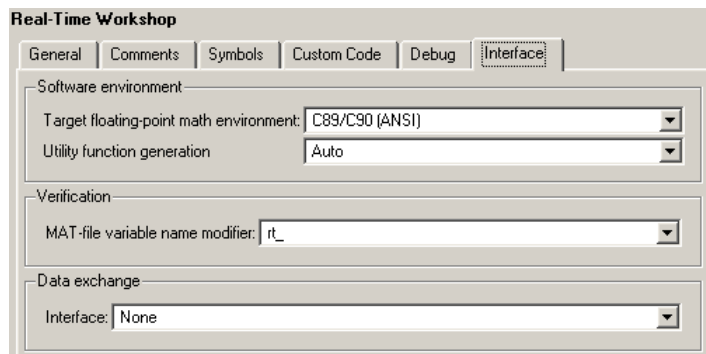 Real-Time Workshop
General Comments Symbols Custom Code Debug Interface
Software environment
Target floating-point math environment: C89/C90 (ANSI)
Utility function generation Auto
Verification
MAT-file variable name modifier: rt_
Data exchange
Interface: None